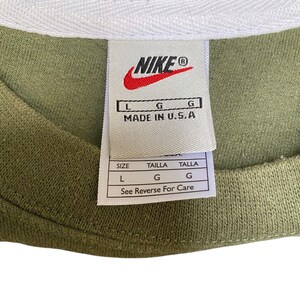 NIKE®
L G G
MADE IN U.S.A
SIZE TAILLA TALLA
L G G
See Reverse For Care